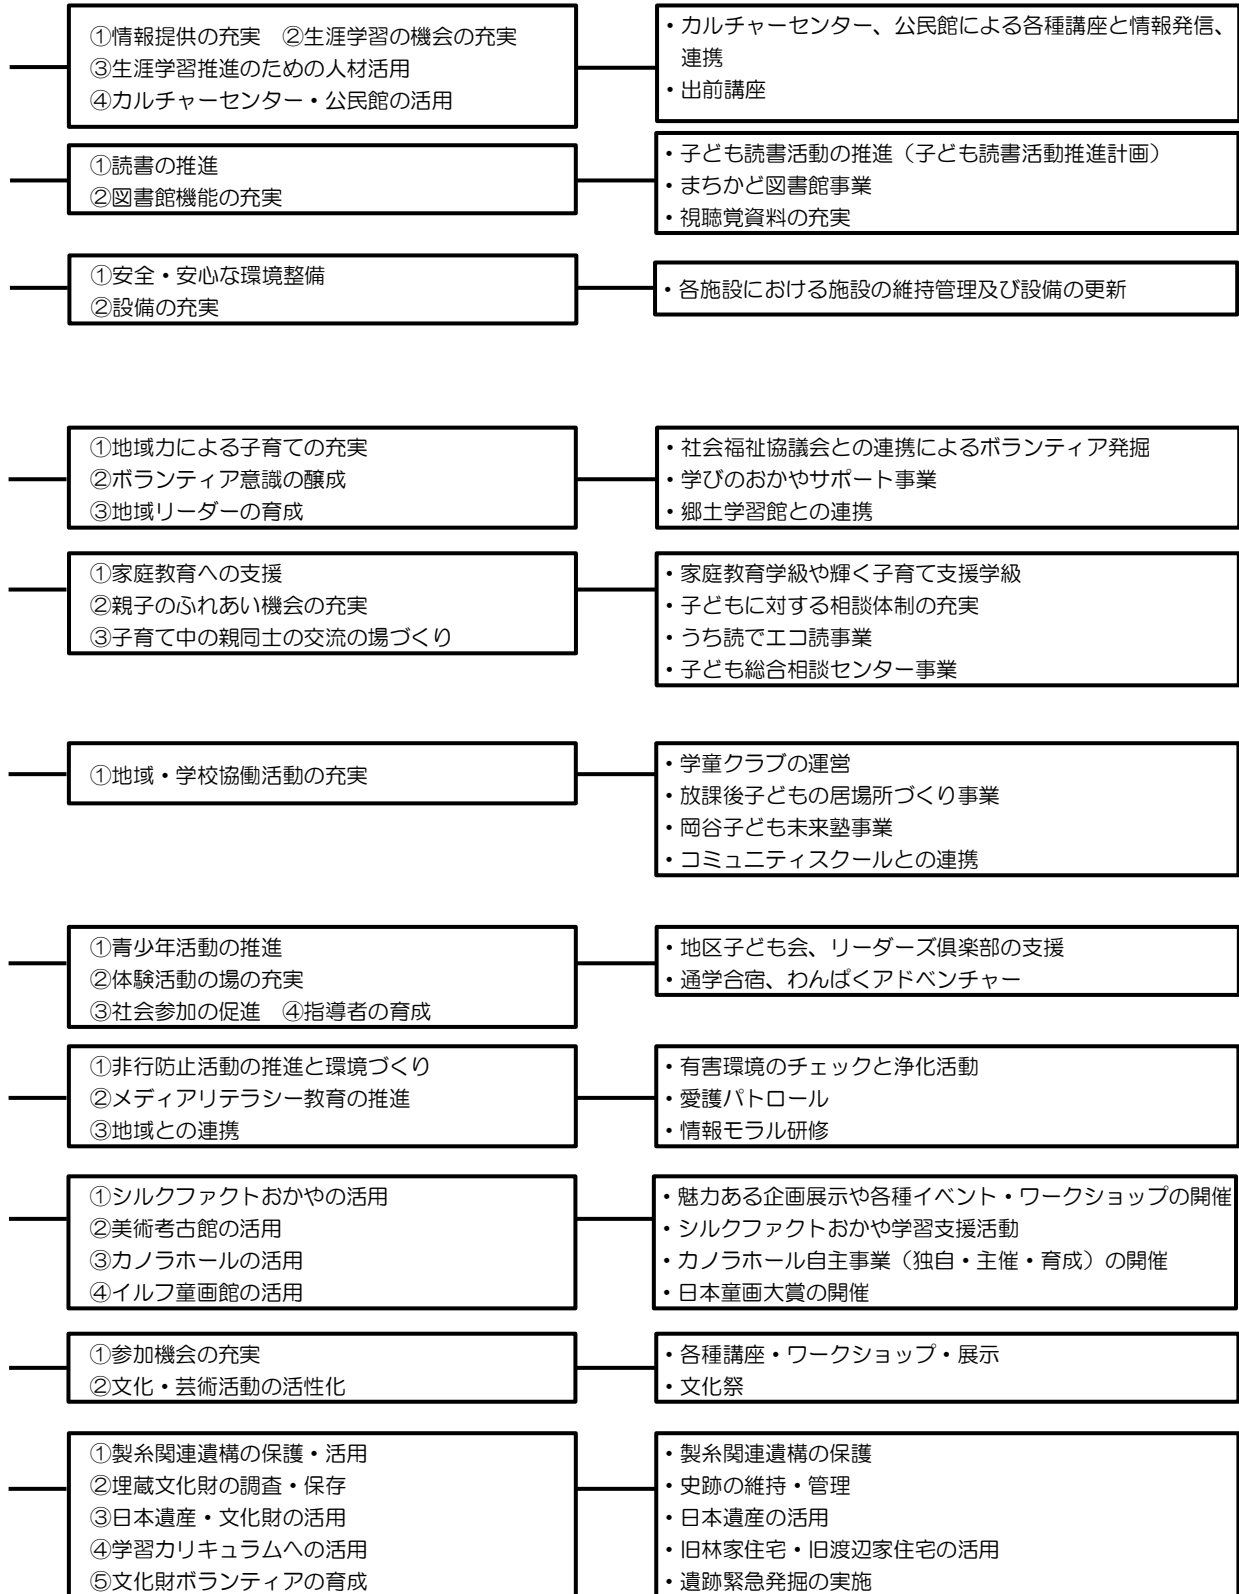 ①情報提供の充実　②生涯学習の機会の充実
③生涯学習推進のための人材活用
④カルチャーセンター・公民館の活用
・カルチャーセンター、公民館による各種講座と情報発信、
連携
・出前講座
①読書の推進
②図書館機能の充実
・子ども読書活動の推進（子ども読書活動推進計画）
・まちかど図書館事業
・視聴覚資料の充実
①安全・安心な環境整備
②設備の充実
・各施設における施設の維持管理及び設備の更新
①地域力による子育ての充実
②ボランティア意識の醸成
③地域リーダーの育成
・社会福祉協議会との連携によるボランティア発掘
・学びのおかやサポート事業
・郷土学習館との連携
①家庭教育への支援
②親子のふれあい機会の充実
③子育て中の親同士の交流の場づくり
・家庭教育学級や輝く子育て支援学級
・子どもに対する相談体制の充実
・うち読でエコ読事業
・子ども総合相談センター事業
①地域・学校協働活動の充実
・学童クラブの運営
・放課後子どもの居場所づくり事業
・岡谷子ども未来塾事業
・コミュニティスクールとの連携
①青少年活動の推進
②体験活動の場の充実
③社会参加の促進　④指導者の育成
・地区子ども会、リーダーズ倶楽部の支援
・通学合宿、わんぱくアドベンチャー
①非行防止活動の推進と環境づくり
②メディアリテラシー教育の推進
③地域との連携
・有害環境のチェックと浄化活動
・愛護パトロール
・情報モラル研修
①シルクファクトおかやの活用
②美術考古館の活用
③カノラホールの活用
④イルフ童画館の活用
・魅力ある企画展示や各種イベント・ワークショップの開催
・シルクファクトおかや学習支援活動
・カノラホール自主事業（独自・主催・育成）の開催
・日本童画大賞の開催
①参加機会の充実
②文化・芸術活動の活性化
・各種講座・ワークショップ・展示
・文化祭
①製糸関連遺構の保護・活用
②埋蔵文化財の調査・保存
③日本遺産・文化財の活用
④学習カリキュラムへの活用
⑤文化財ボランティアの育成
・製糸関連遺構の保護
・史跡の維持・管理
・日本遺産の活用
・旧林家住宅・旧渡辺家住宅の活用
・遺跡緊急発掘の実施